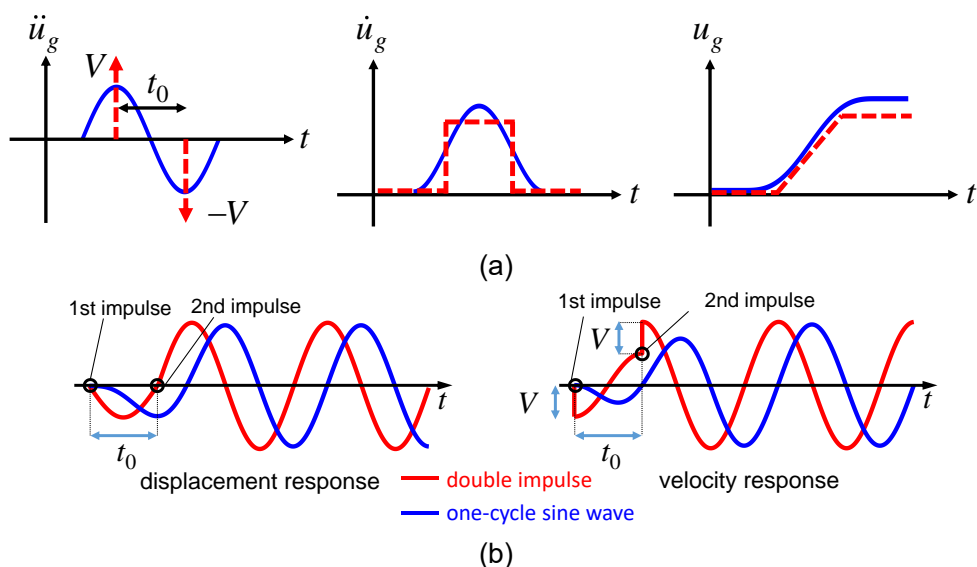 ü_g
V
t_0
t
−V
u̇_g
t
u_g
t
(a)
1st impulse
2nd impulse
t
t_0
displacement response
1st impulse
2nd impulse
V
V
t
t_0
velocity response
double impulse
one-cycle sine wave
(b)